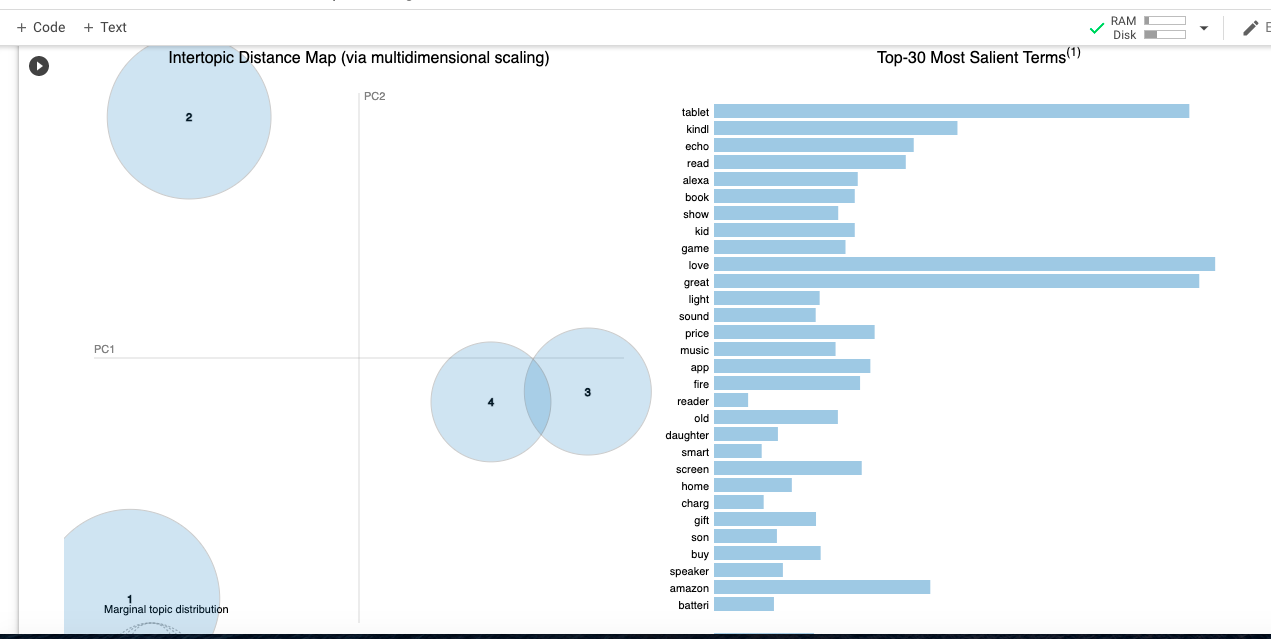 + Code + Text
RAM
Disk
E
Intertopic Distance Map (via multidimensional scaling)
2
PC2
PC1
4
3
1
Marginal topic distribution
Top-30 Most Salient Terms(1)
tablet
kindl
echo
read
alexa
book
show
kid
game
love
great
light
sound
price
music
app
fire
reader
old
daughter
smart
screen
home
charg
gift
son
buy
speaker
amazon
batteri